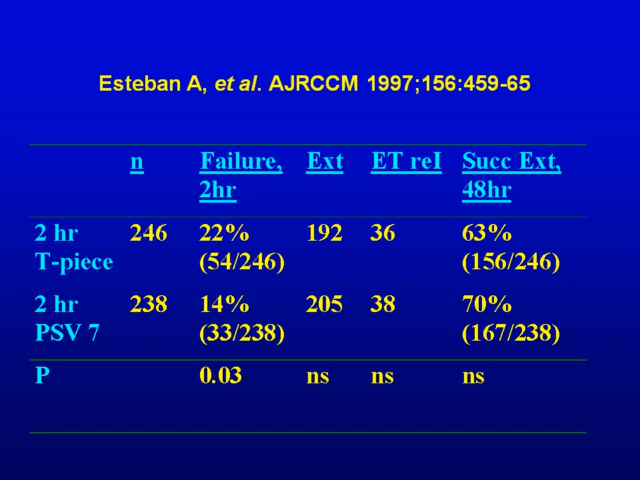 Esteban A, et al. AJRCCM 1997;156:459-65
n Failure, Ext ET reI Succ Ext,
2hr 48hr
2 hr 246 22% 192 36 63%
T-piece (54/246) (156/246)
2 hr 238 14% 205 38 70%
PSV 7 (33/238) (167/238)
P 0.03 ns ns ns